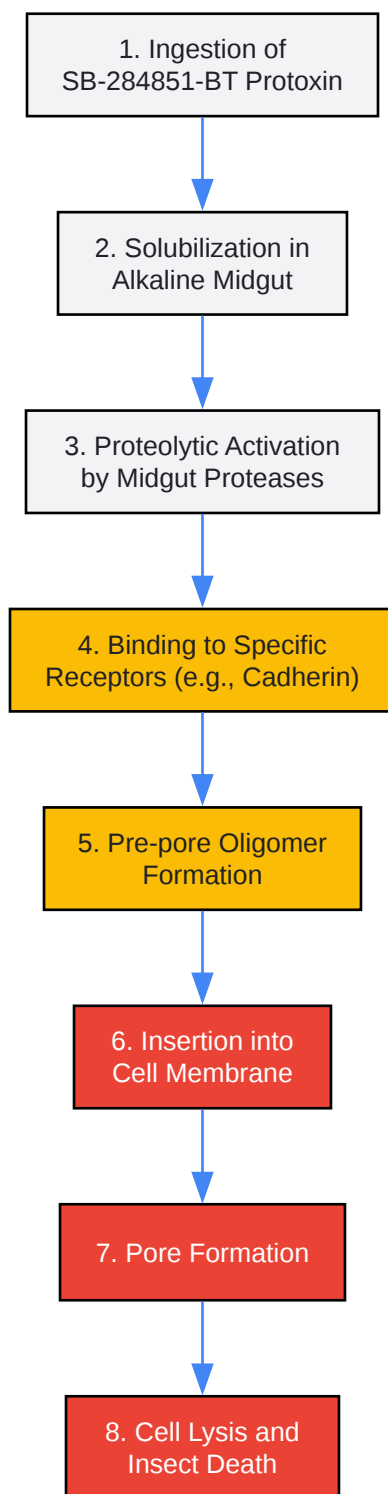 1. Ingestion of
SB-284851-BT Protoxin
2. Solubilization in
Alkaline Midgut
3. Proteolytic Activation
by Midgut Proteases
4. Binding to Specific
Receptors (e.g., Cadherin)
5. Pre-pore Oligomer
Formation
6. Insertion into
Cell Membrane
7. Pore Formation
8. Cell Lysis and
Insect Death